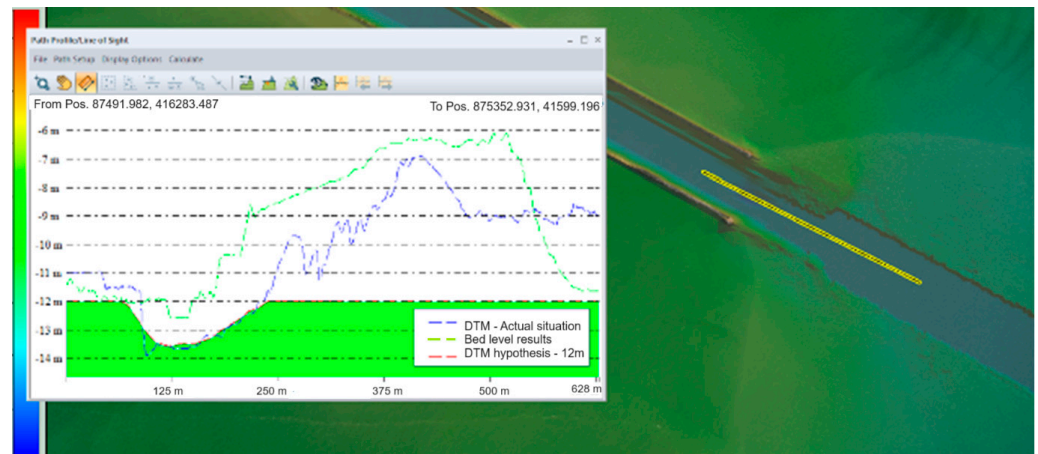 Path Profile/Line of Sight
File Path Setup Display Options Calculate
From Pos. 87491.982, 416283.487
To Pos. 875352.931, 41599.196
-6 m
-7 m
-8 m
-9 m
-10 m
-11 m
-12 m
-13 m
-14 m
DTM - Actual situation
Bed level results
DTM hypothesis - 12m
125 m
250 m
375 m
500 m
628 m